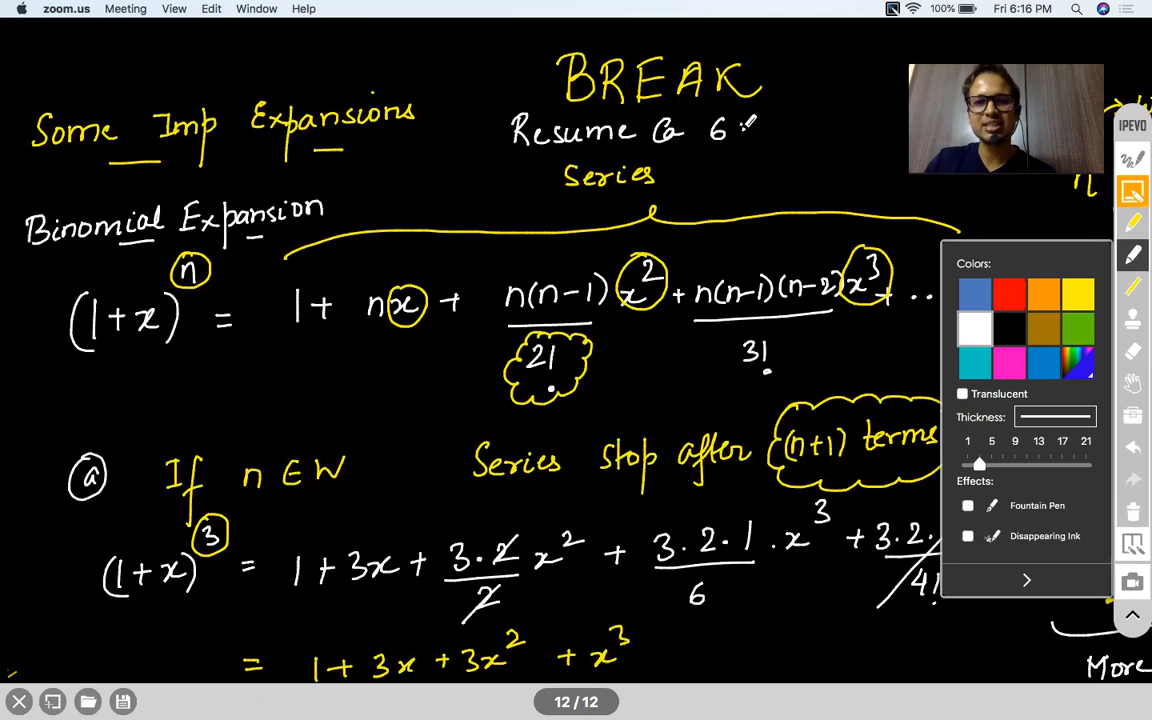 zoom.us Meeting View Edit Window Help 100% Fri 6:16 PM
BREAK
Some Imp Expansions
Resume @ 6:
Series
Binomial Expansion
(1+x)^n = 1 + nx + n(n-1)/2! x^2 + n(n-1)(n-2)/3! x^3 + ..
(a) If n ∈ W Series stop after (n+1) terms
(1+x)^3 = 1 + 3x + 3·2/2 x^2 + 3·2·1/6 · x^3 + 3·2·/4!
= 1 + 3x + 3x^2 + x^3
More
IPEVO
Colors:
Translucent
Thickness:
1 5 9 13 17 21
Effects:
Fountain Pen
Disappearing Ink
12/12